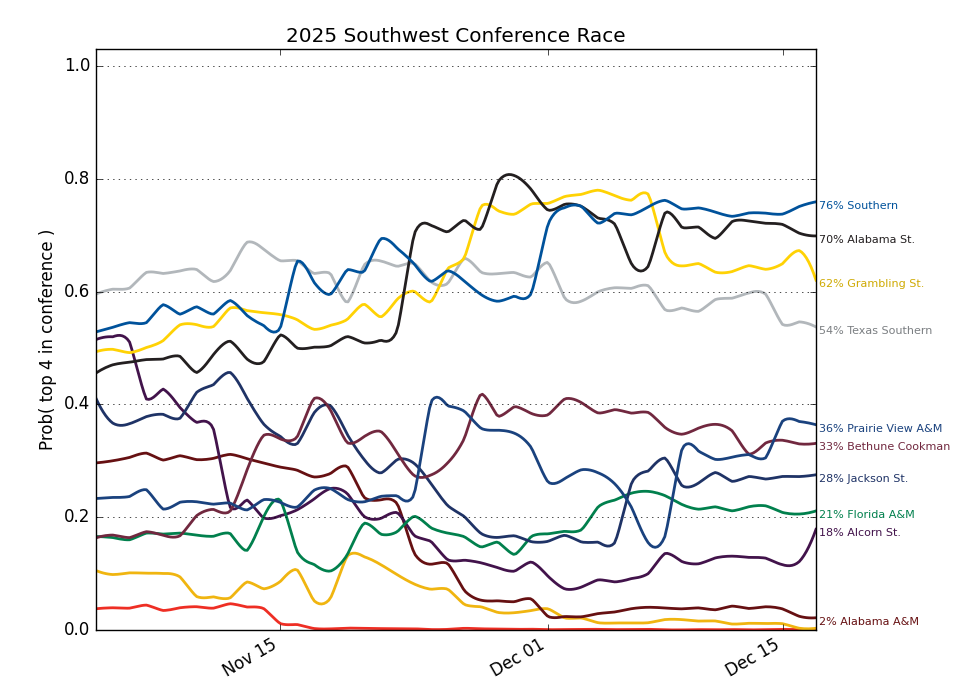 2025 Southwest Conference Race
Prob( top 4 in conference )
1.0
0.8
0.6
0.4
0.2
0.0
Nov 15
Dec 01
Dec 15
76% Southern
70% Alabama St.
62% Grambling St.
54% Texas Southern
36% Prairie View A&M
33% Bethune Cookman
28% Jackson St.
21% Florida A&M
18% Alcorn St.
2% Alabama A&M